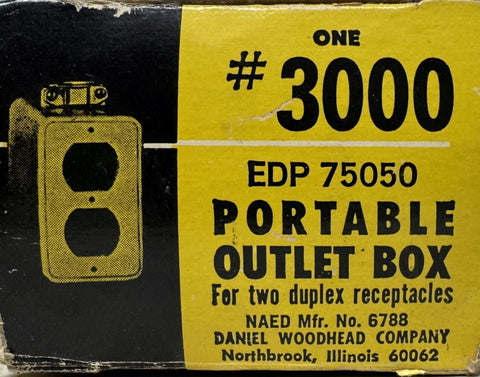 ONE
#3000
EDP 75050
PORTABLE
OUTLET BOX
For two duplex receptacles
NAED Mfr. No. 6788
DANIEL WOODHEAD COMPANY
Northbrook, Illinois 60062